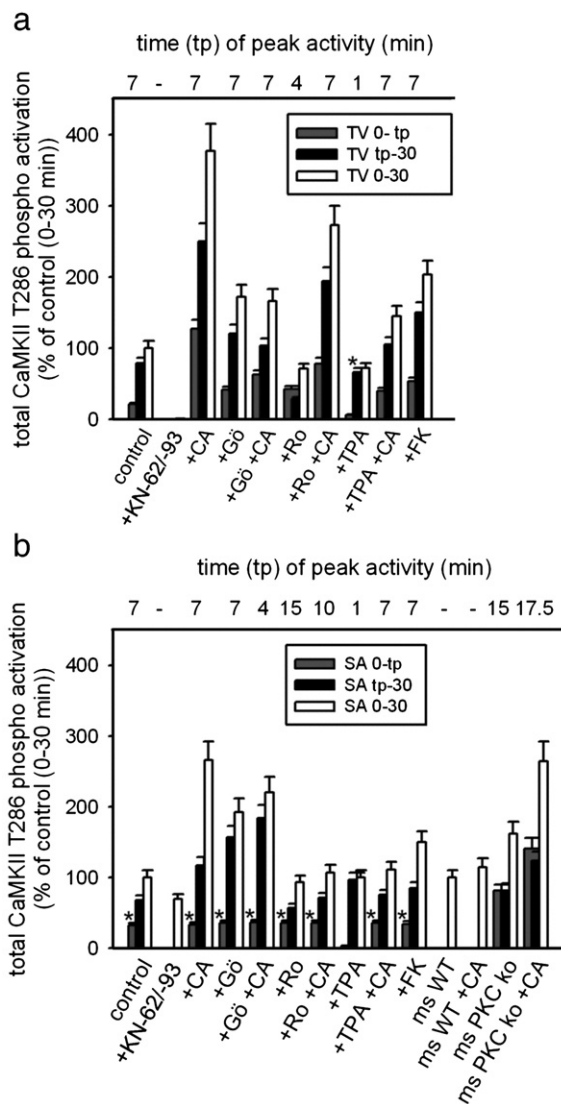 a
time (tp) of peak activity (min)
7 - 7 7 7 4 7 1 7 7
total CaMKII T286 phospho activation
(% of control (0-30 min))
400
300
200
100
0
TV 0- tp
TV tp-30
TV 0-30
*
control
+KN-62/-93
+CA
+Gö
+Gö +CA
+Ro
+Ro +CA
+TPA
+TPA +CA
+FK
b
time (tp) of peak activity (min)
7 - 7 7 4 15 10 1 7 7 - - 15 17.5
total CaMKII T286 phospho activation
(% of control (0-30 min))
400
300
200
100
0
SA 0-tp
SA tp-30
SA 0-30
* * * * * * * *
control
+KN-62/-93
+CA
+Gö
+Gö +CA
+Ro
+Ro +CA
+TPA
+TPA +CA
+FK
ms WT
ms WT +CA
ms PKC ko
ms PKC ko +CA